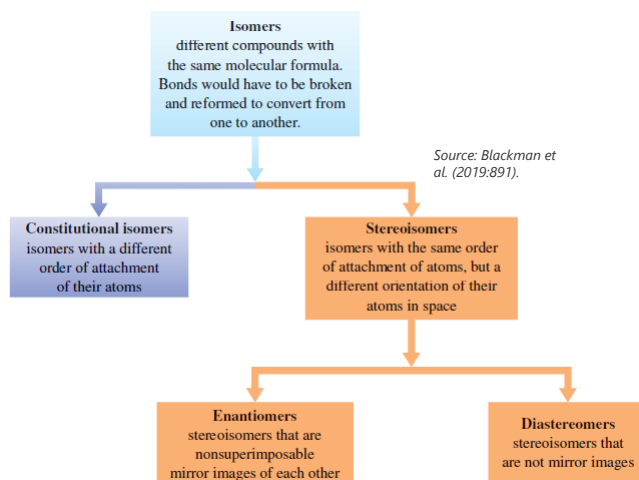 Isomers
different compounds with
the same molecular formula.
Bonds would have to be broken
and reformed to convert from
one to another.
Source: Blackman et
al. (2019:891).
Constitutional isomers
isomers with a different
order of attachment
of their atoms
Stereoisomers
isomers with the same order
of attachment of atoms, but a
different orientation of their
atoms in space
Enantiomers
stereoisomers that are
nonsuperimposable
mirror images of each other
Diastereomers
stereoisomers that
are not mirror images